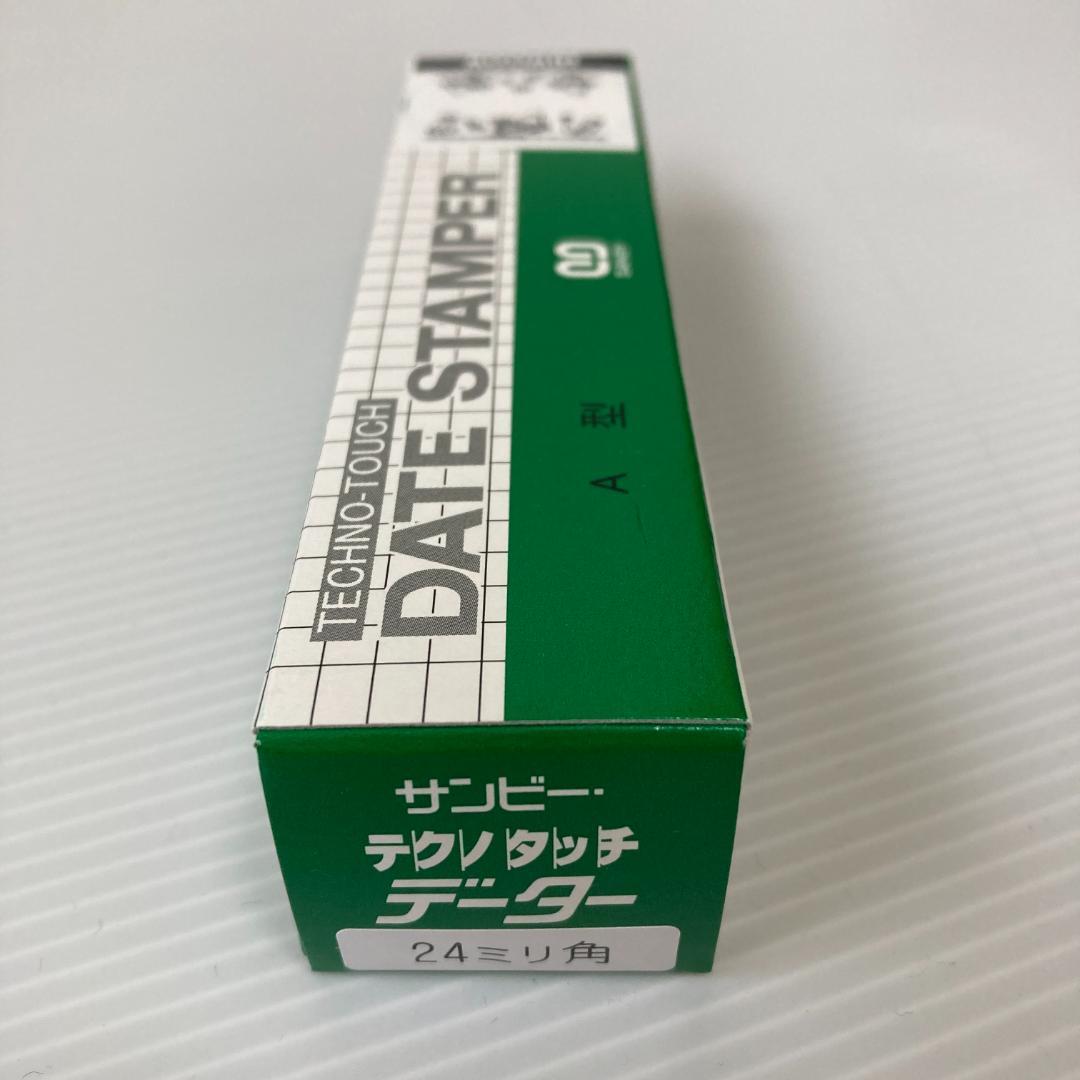 TECHNO-TOUCH
DATE STAMPER
A 型
サンビー・
テクノタッチ
データー
24ミリ角